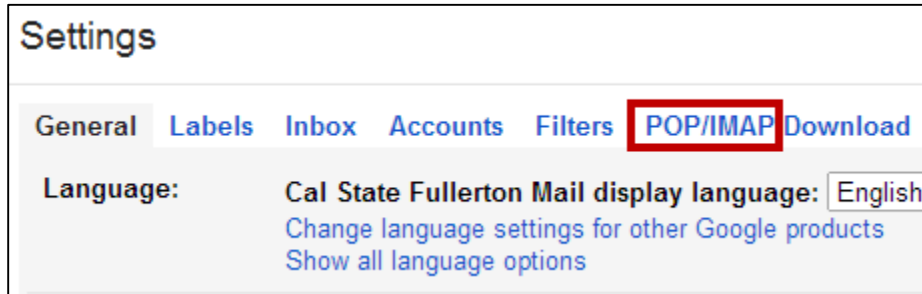 Settings
General Labels Inbox Accounts Filters POP/IMAP Download
Language: Cal State Fullerton Mail display language: English
Change language settings for other Google products
Show all language options